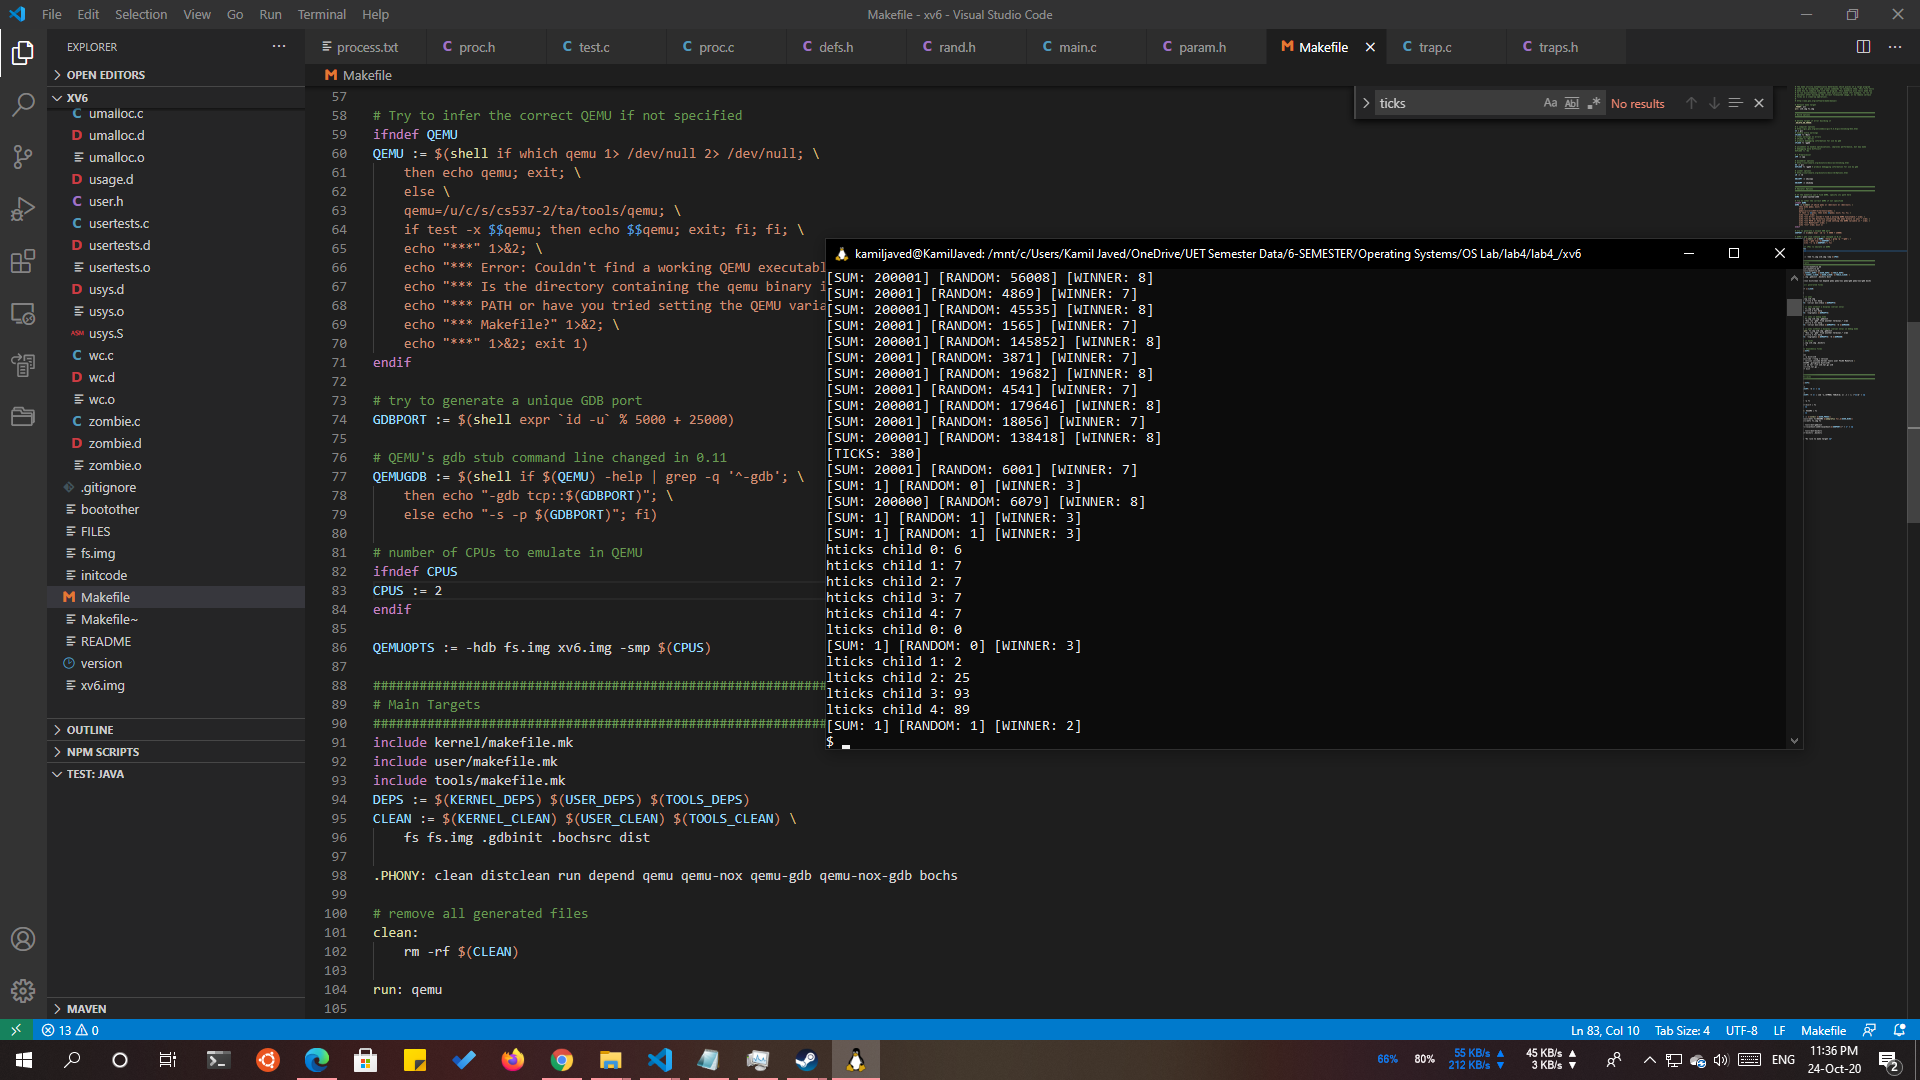 File Edit Selection View Go Run Terminal Help
Makefile - xv6 - Visual Studio Code
EXPLORER
OPEN EDITORS
XV6
umalloc.c
umalloc.d
umalloc.o
usage.d
user.h
usertests.c
usertests.d
usertests.o
usys.d
usys.o
usys.S
wc.c
wc.d
wc.o
zombie.c
zombie.d
zombie.o
.gitignore
bootother
FILES
fs.img
initcode
Makefile
Makefile~
README
version
xv6.img
OUTLINE
NPM SCRIPTS
TEST: JAVA
MAVEN
process.txt proc.h test.c proc.c defs.h rand.h main.c param.h Makefile trap.c traps.h
Makefile
ticks Aa Abl .* No results
57
58 # Try to infer the correct QEMU if not specified
59 ifndef QEMU
60 QEMU := $(shell if which qemu 1> /dev/null 2> /dev/null; \
61 then echo qemu; exit; \
62 else \
63 qemu=/u/c/s/cs537-2/ta/tools/qemu; \
64 if test -x $$qemu; then echo $$qemu; exit; fi; fi; \
65 echo "***" 1>&2; \
66 echo "*** Error: Couldn't find a working QEMU executabl
67 echo "*** Is the directory containing the qemu binary i
68 echo "*** PATH or have you tried setting the QEMU varia
69 echo "*** Makefile?" 1>&2; \
70 echo "***" 1>&2; exit 1)
71 endif
72
73 # try to generate a unique GDB port
74 GDBPORT := $(shell expr `id -u` % 5000 + 25000)
75
76 # QEMU's gdb stub command line changed in 0.11
77 QEMUGDB := $(shell if $(QEMU) -help | grep -q '^-gdb'; \
78 then echo "-gdb tcp::$(GDBPORT)"; \
79 else echo "-s -p $(GDBPORT)"; fi)
80
81 # number of CPUs to emulate in QEMU
82 ifndef CPUS
83 CPUS := 2
84 endif
85
86 QEMUOPTS := -hdb fs.img xv6.img -smp $(CPUS)
87
88 ###########################################################
89 # Main Targets
90 ###########################################################
91 include kernel/makefile.mk
92 include user/makefile.mk
93 include tools/makefile.mk
94 DEPS := $(KERNEL_DEPS) $(USER_DEPS) $(TOOLS_DEPS)
95 CLEAN := $(KERNEL_CLEAN) $(USER_CLEAN) $(TOOLS_CLEAN) \
96 fs fs.img .gdbinit .bochsrc dist
97
98 .PHONY: clean distclean run depend qemu qemu-nox qemu-gdb qemu-nox-gdb bochs
99
100 # remove all generated files
101 clean:
102 rm -rf $(CLEAN)
103
104 run: qemu
105
kamiljaved@KamilJaved: /mnt/c/Users/Kamil Javed/OneDrive/UET Semester Data/6-SEMESTER/Operating Systems/OS Lab/lab4/lab4_/xv6
[SUM: 200001] [RANDOM: 56008] [WINNER: 8]
[SUM: 20001] [RANDOM: 4869] [WINNER: 7]
[SUM: 200001] [RANDOM: 45535] [WINNER: 8]
[SUM: 20001] [RANDOM: 1565] [WINNER: 7]
[SUM: 200001] [RANDOM: 145852] [WINNER: 8]
[SUM: 20001] [RANDOM: 3871] [WINNER: 7]
[SUM: 200001] [RANDOM: 19682] [WINNER: 8]
[SUM: 20001] [RANDOM: 4541] [WINNER: 7]
[SUM: 200001] [RANDOM: 179646] [WINNER: 8]
[SUM: 20001] [RANDOM: 18056] [WINNER: 7]
[SUM: 200001] [RANDOM: 138418] [WINNER: 8]
[TICKS: 380]
[SUM: 20001] [RANDOM: 6001] [WINNER: 7]
[SUM: 1] [RANDOM: 0] [WINNER: 3]
[SUM: 200000] [RANDOM: 6079] [WINNER: 8]
[SUM: 1] [RANDOM: 1] [WINNER: 3]
[SUM: 1] [RANDOM: 1] [WINNER: 3]
hticks child 0: 6
hticks child 1: 7
hticks child 2: 7
hticks child 3: 7
hticks child 4: 7
lticks child 0: 0
[SUM: 1] [RANDOM: 0] [WINNER: 3]
lticks child 1: 2
lticks child 2: 25
lticks child 3: 93
lticks child 4: 89
[SUM: 1] [RANDOM: 1] [WINNER: 2]
$
13 0
Ln 83, Col 10 Tab Size: 4 UTF-8 LF Makefile
66% 80% 55 KB/s 212 KB/s 45 KB/s 3 KB/s ENG 11:36 PM 24-Oct-20 2